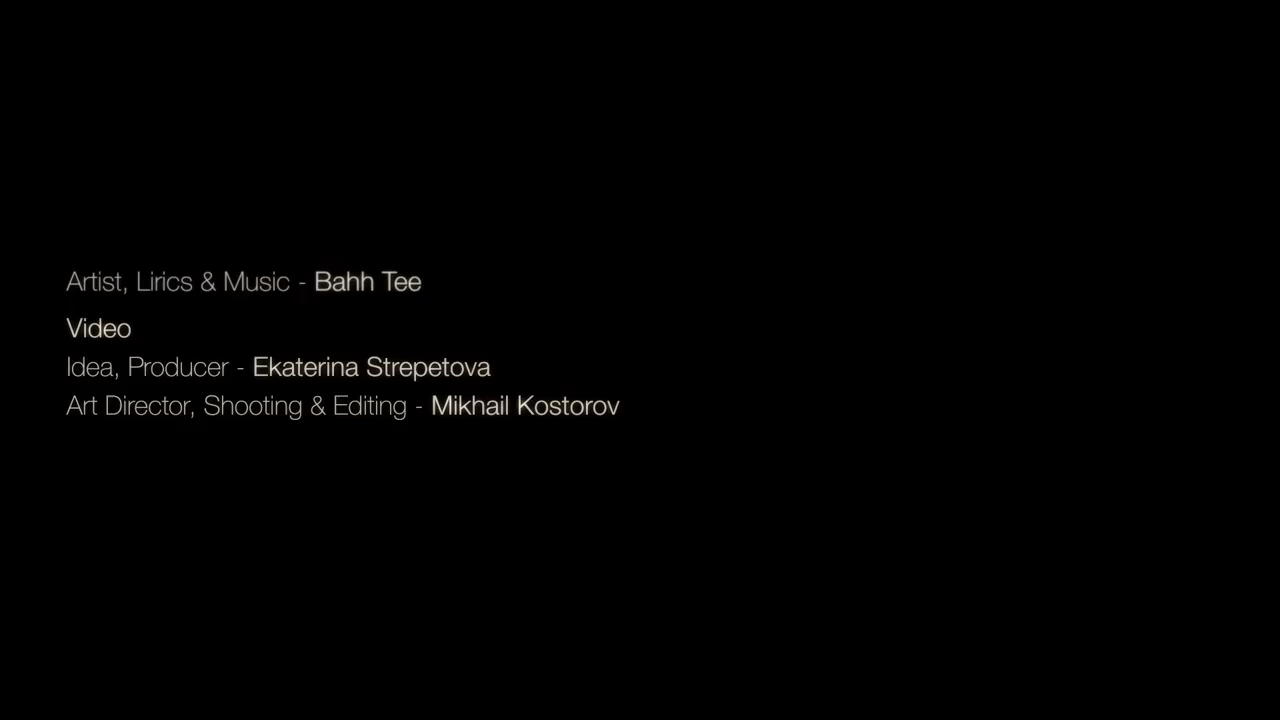 Artist, Lirics & Music - Bahh Tee
Video
Idea, Producer - Ekaterina Strepetova
Art Director, Shooting & Editing - Mikhail Kostorov